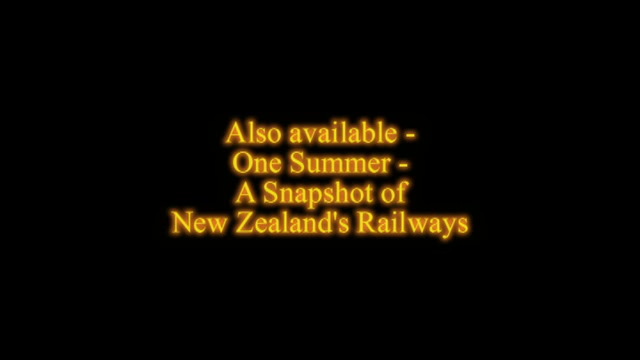 Also available -
One Summer -
A Snapshot of
New Zealand's Railways